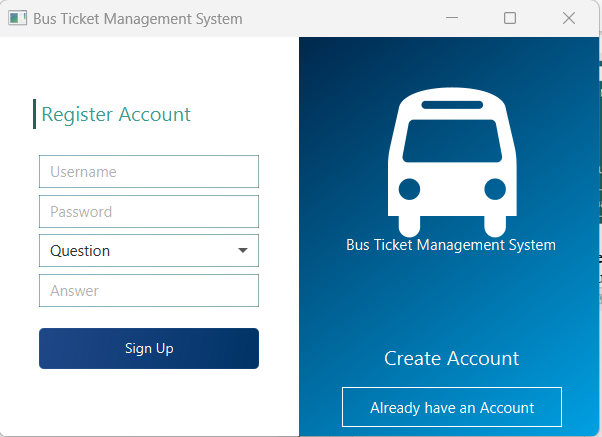 Bus Ticket Management System
Register Account
Username
Password
Question
Answer
Sign Up
Bus Ticket Management System
Create Account
Already have an Account